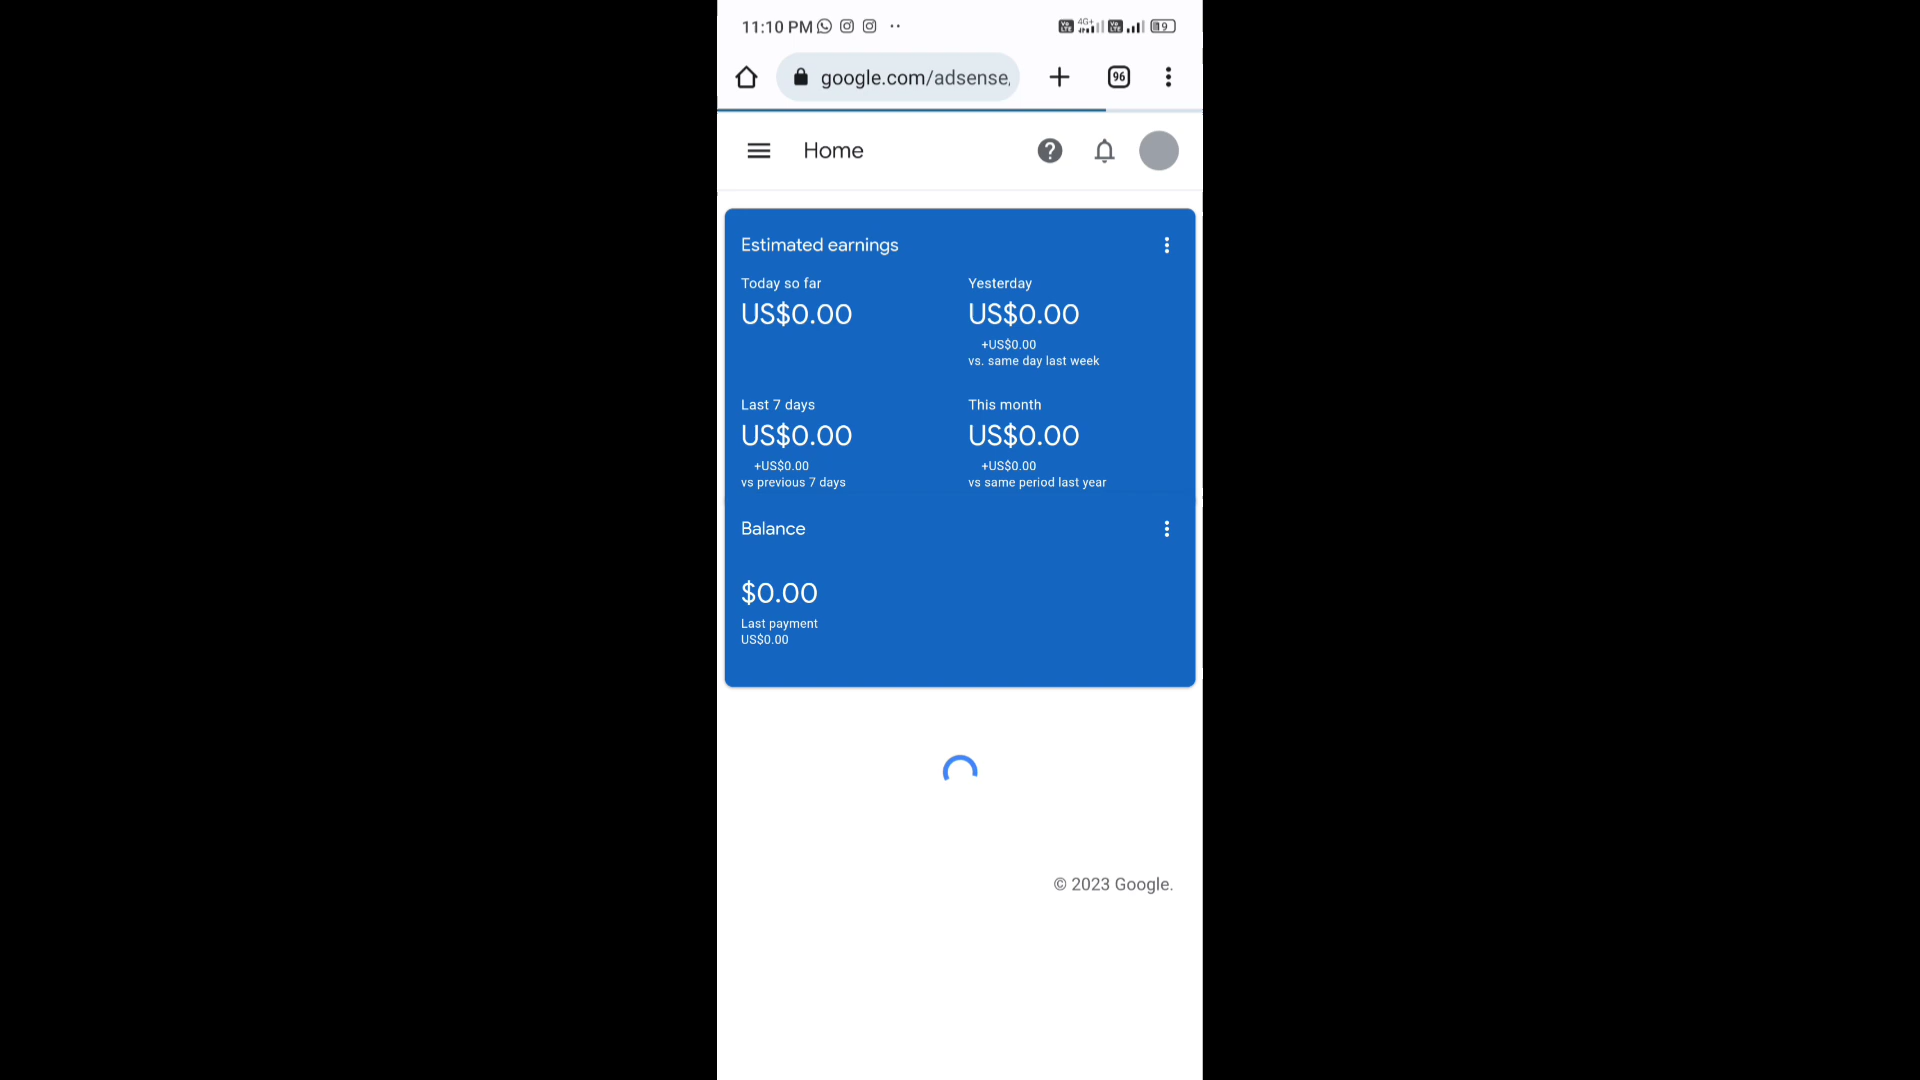 11:10 PM
4G+
9
google.com/adsense
96
Home
Estimated earnings
Today so far
US$0.00
Yesterday
US$0.00
+US$0.00
vs. same day last week
Last 7 days
US$0.00
+US$0.00
vs previous 7 days
This month
US$0.00
+US$0.00
vs same period last year
Balance
$0.00
Last payment
US$0.00
© 2023 Google.